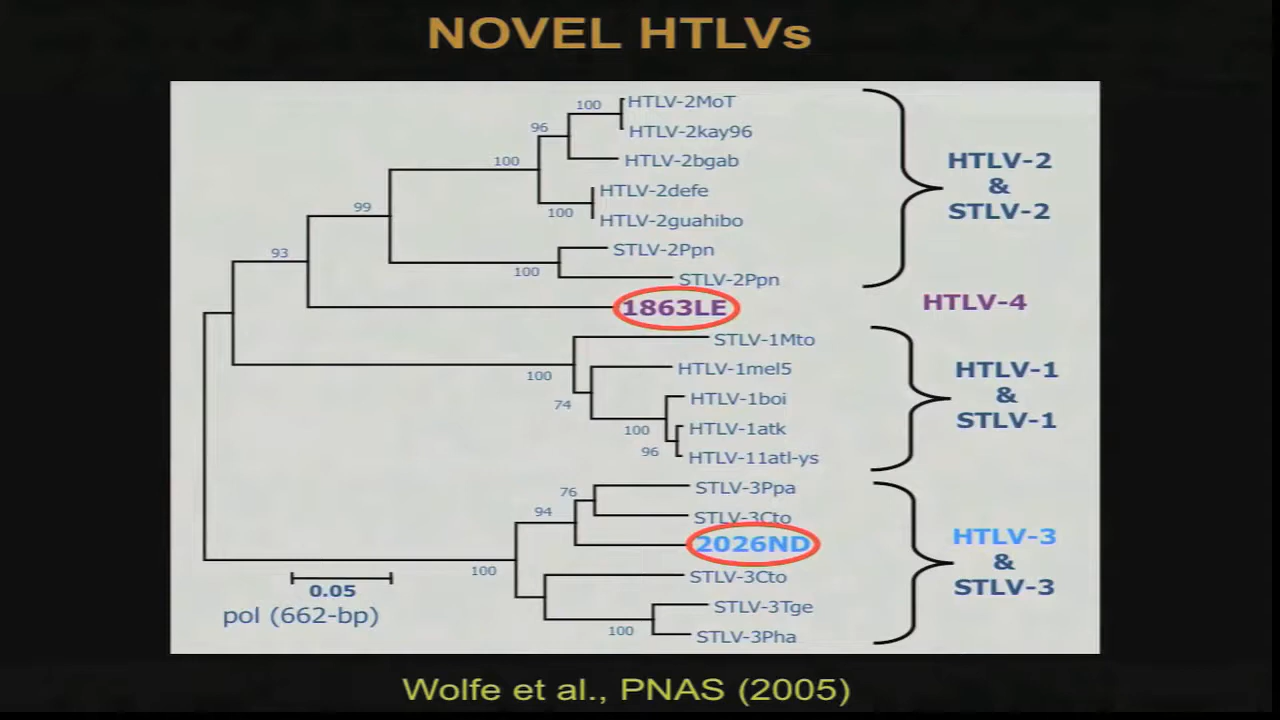 NOVEL HTLVs
100
HTLV-2MoT
96
HTLV-2kay96
100
HTLV-2bgab
HTLV-2
&
STLV-2
HTLV-2defe
99
100
HTLV-2guahibo
93
STLV-2Ppn
100
STLV-2Ppn
1863LE
HTLV-4
STLV-1Mto
100
HTLV-1mel5
HTLV-1
&
STLV-1
74
HTLV-1boi
100
HTLV-1atk
96
HTLV-11atl-ys
76
STLV-3Ppa
94
STLV-3Cto
2026ND
HTLV-3
&
STLV-3
100
STLV-3Cto
0.05
STLV-3Tge
pol (662-bp)
100
STLV-3Pha
Wolfe et al., PNAS (2005)